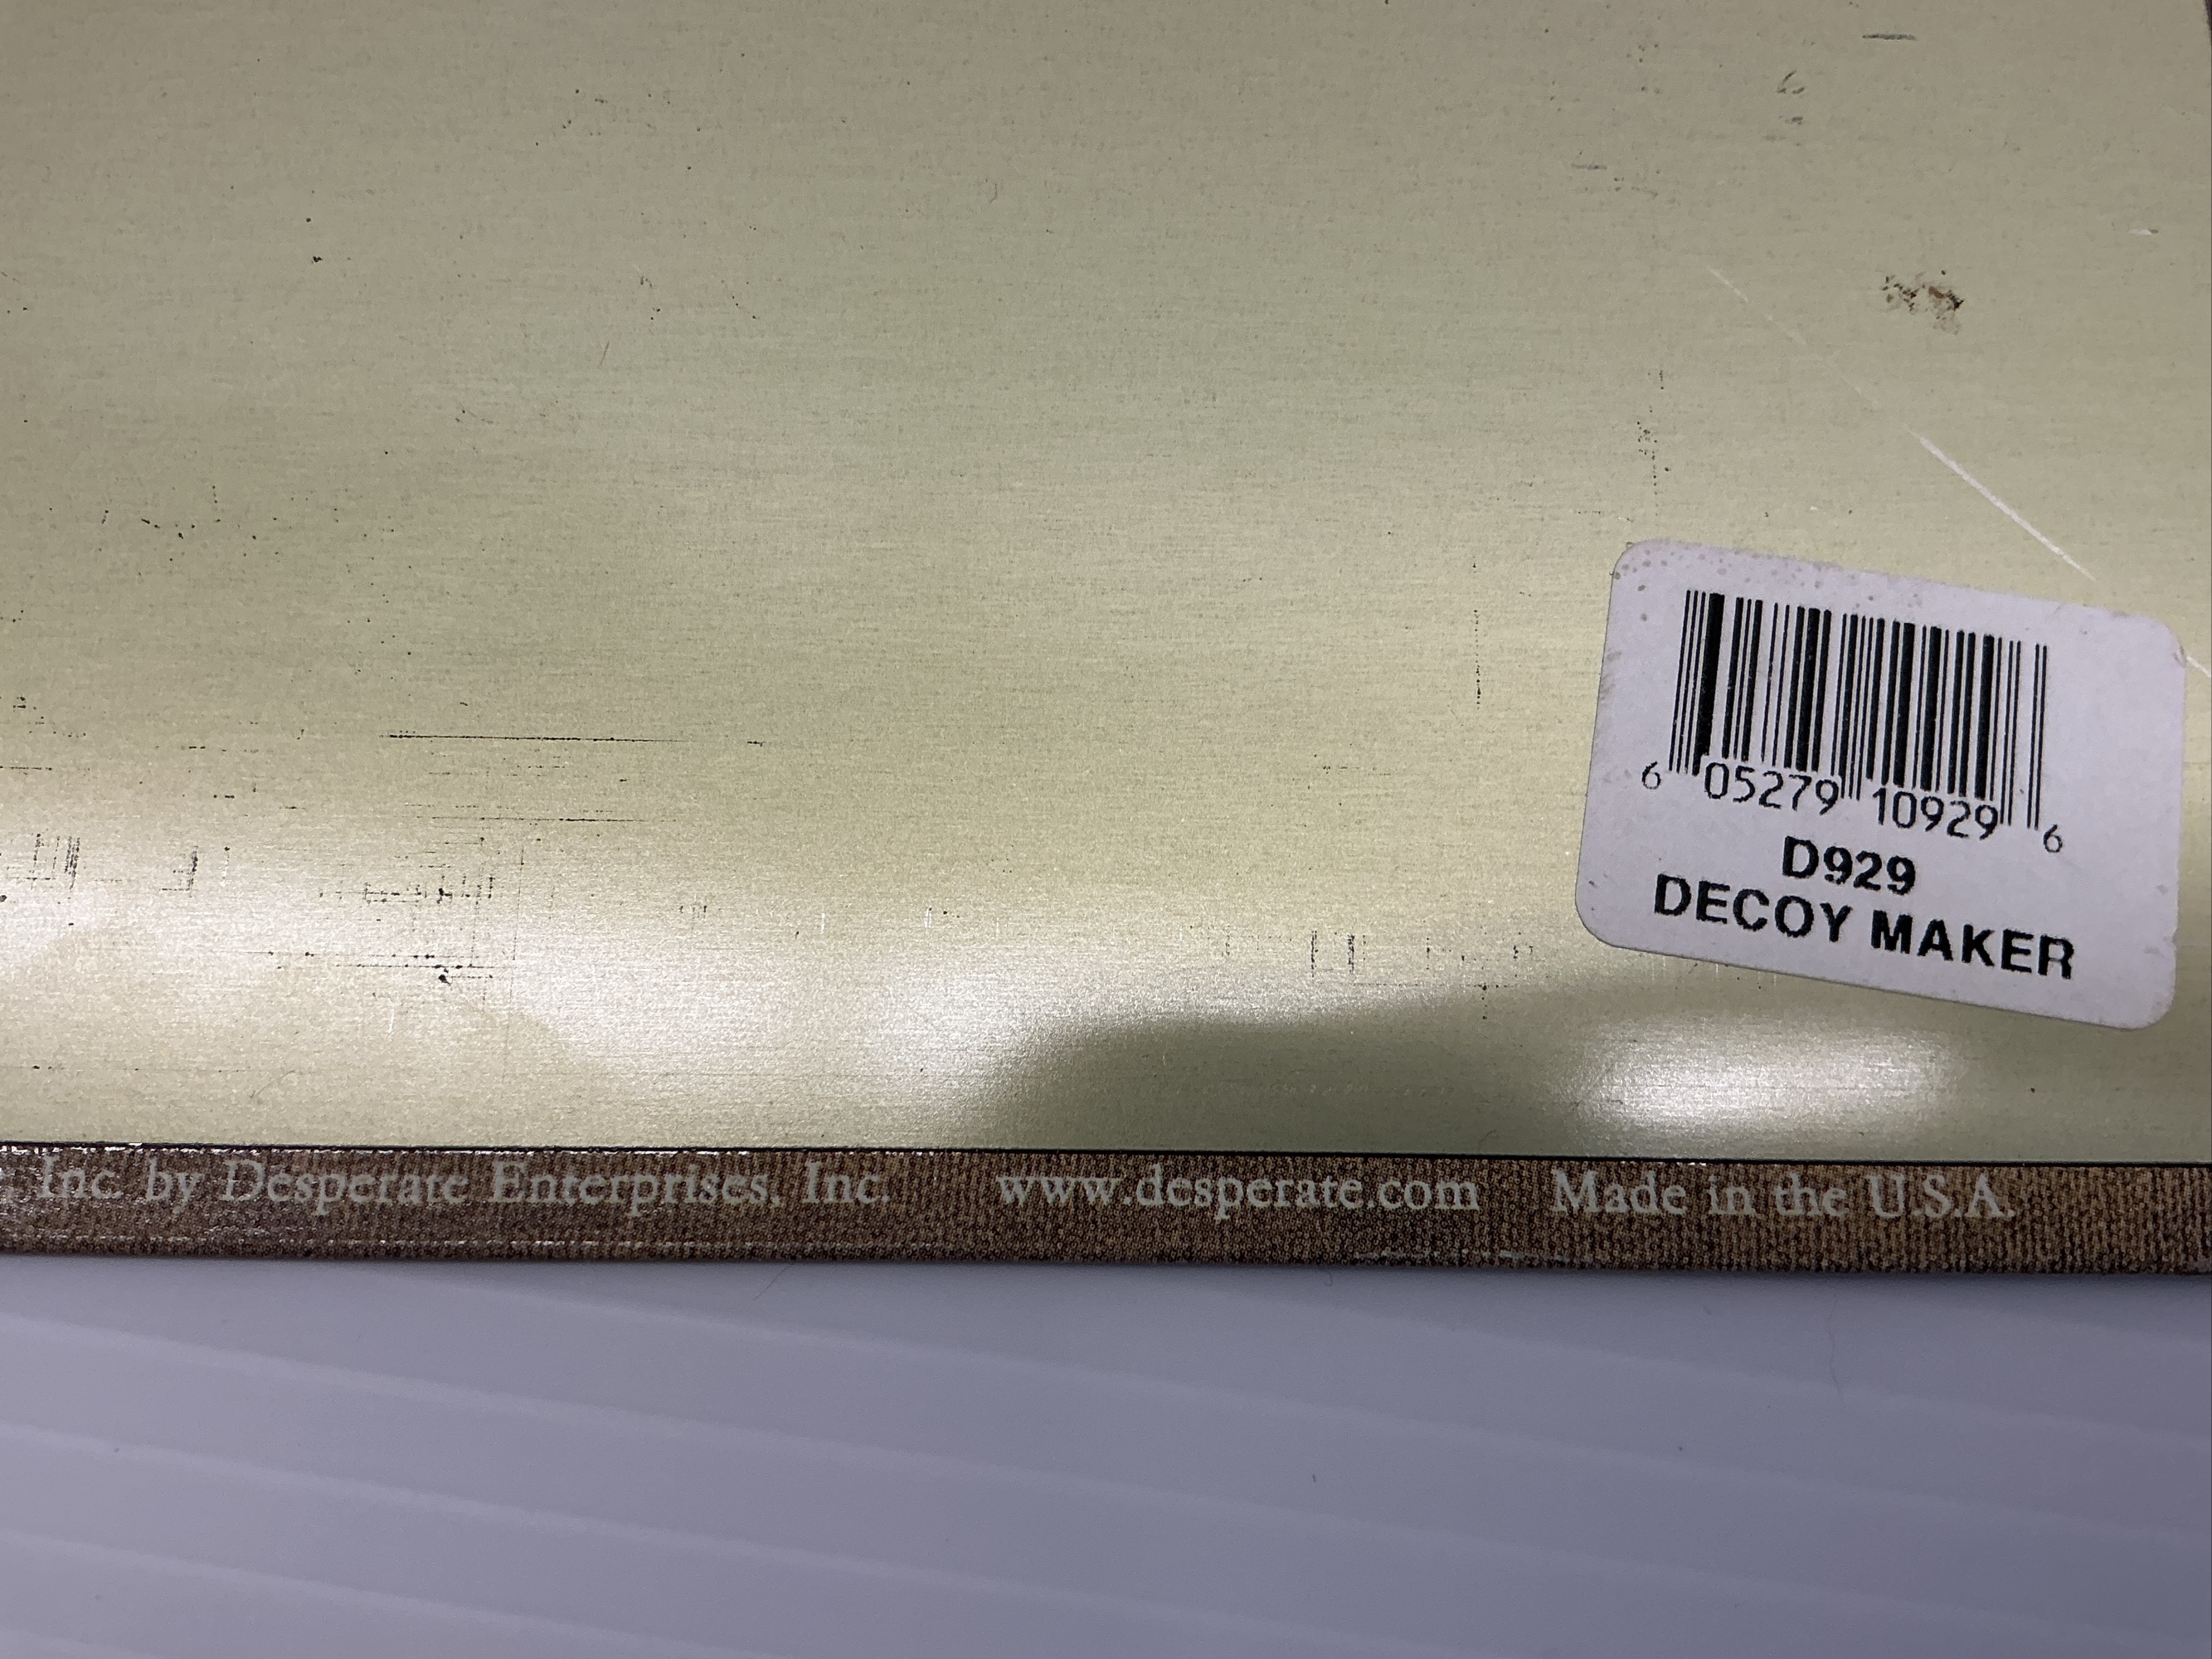 6 05279 10929 6
D929
DECOY MAKER
Inc. by Desperate Enterprises, Inc. www.desperate.com Made in the U.S.A.